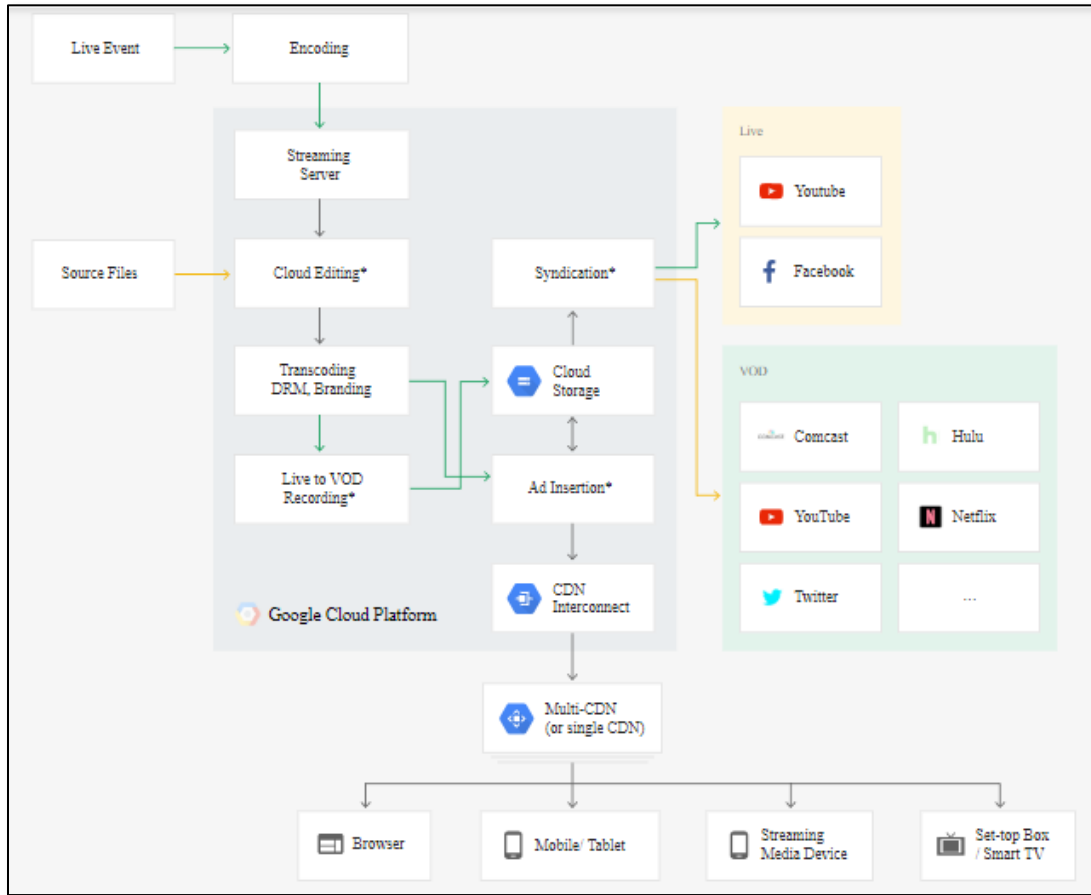 Live Event
Encoding
Streaming
Server
Live
Youtube
Source Files
Cloud Editing*
Syndication*
Facebook
Transcoding
DRM, Branding
Cloud
Storage
VOD
Comcast
Hulu
Live to VOD
Recording*
Ad Insertion*
YouTube
Netflix
CDN
Interconnect
Twitter
...
Google Cloud Platform
Multi-CDN
(or single CDN)
Browser
Mobile/ Tablet
Streaming
Media Device
Set-top Box
/ Smart TV